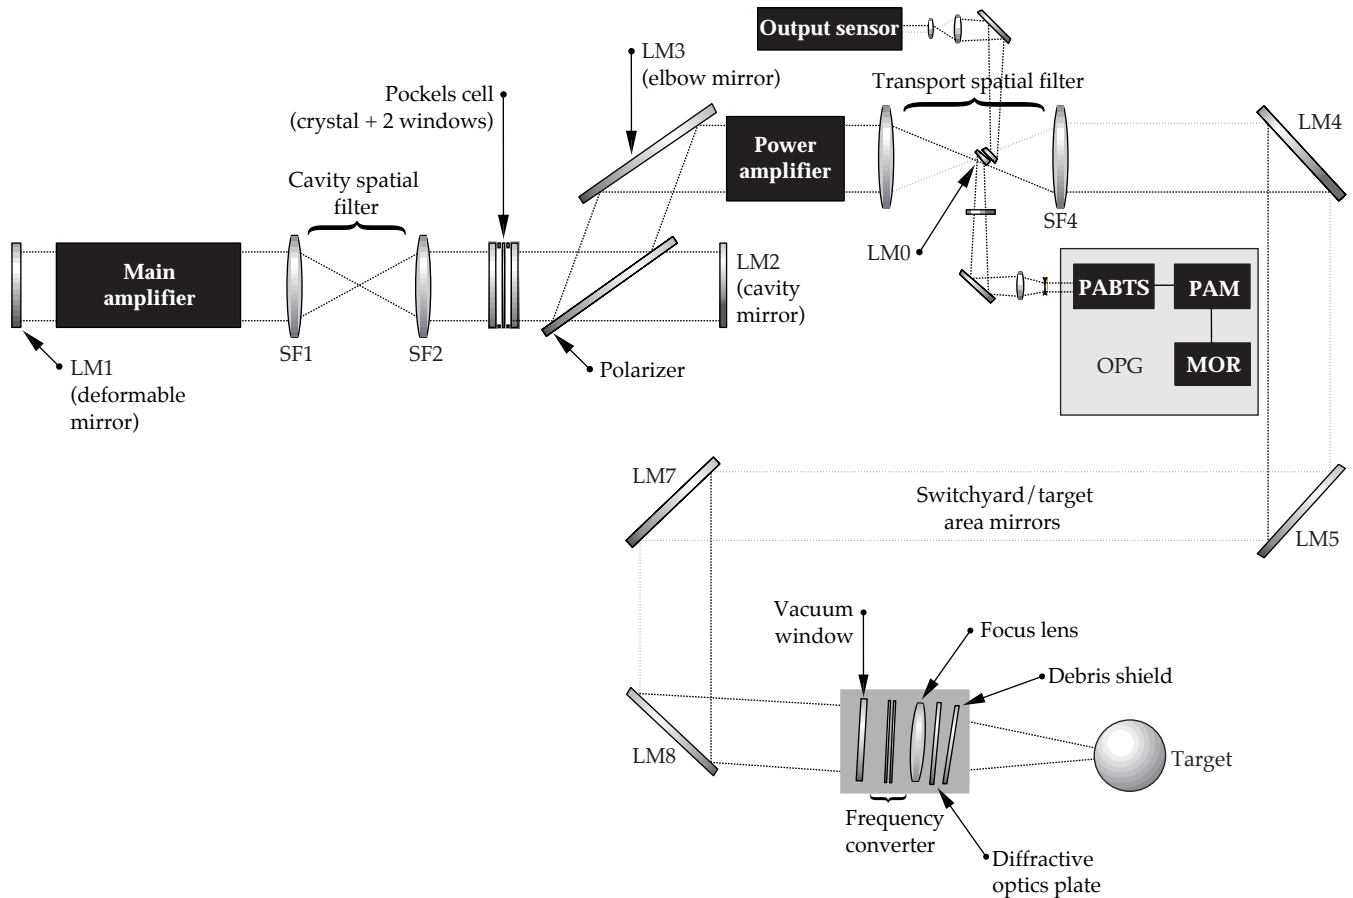 Output sensor
LM3
(elbow mirror)
Transport spatial filter
Pockels cell
(crystal + 2 windows)
LM4
Power
amplifier
Cavity spatial
filter
SF4
LM0
Main
amplifier
LM2
(cavity
mirror)
PABTS
PAM
SF1
SF2
LM1
(deformable
mirror)
Polarizer
OPG
MOR
LM7
Switchyard/target
area mirrors
LM5
Vacuum
window
Focus lens
Debris shield
LM8
Target
Frequency
converter
Diffractive
optics plate